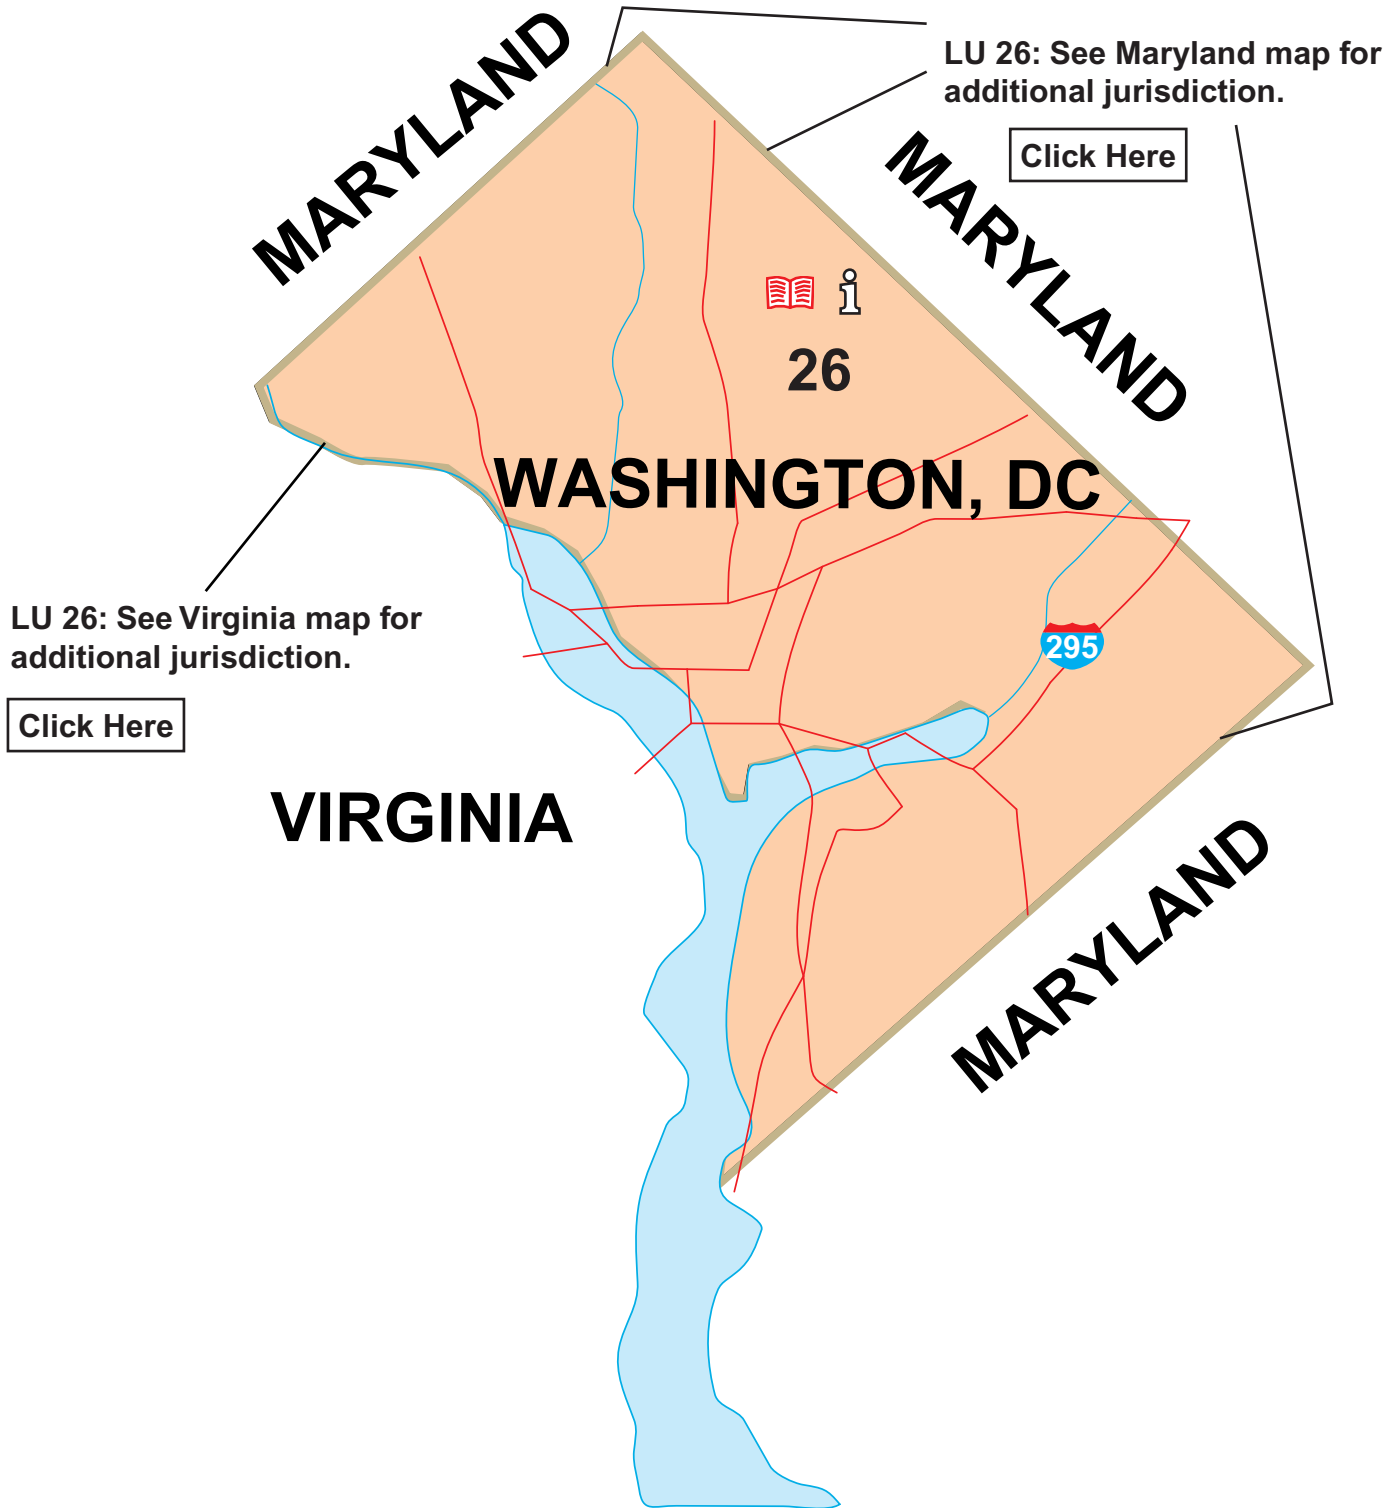 MARYLAND
LU 26: See Maryland map for
additional jurisdiction.
Click Here
MARYLAND
26
WASHINGTON, DC
LU 26: See Virginia map for
additional jurisdiction.
Click Here
295
VIRGINIA
MARYLAND